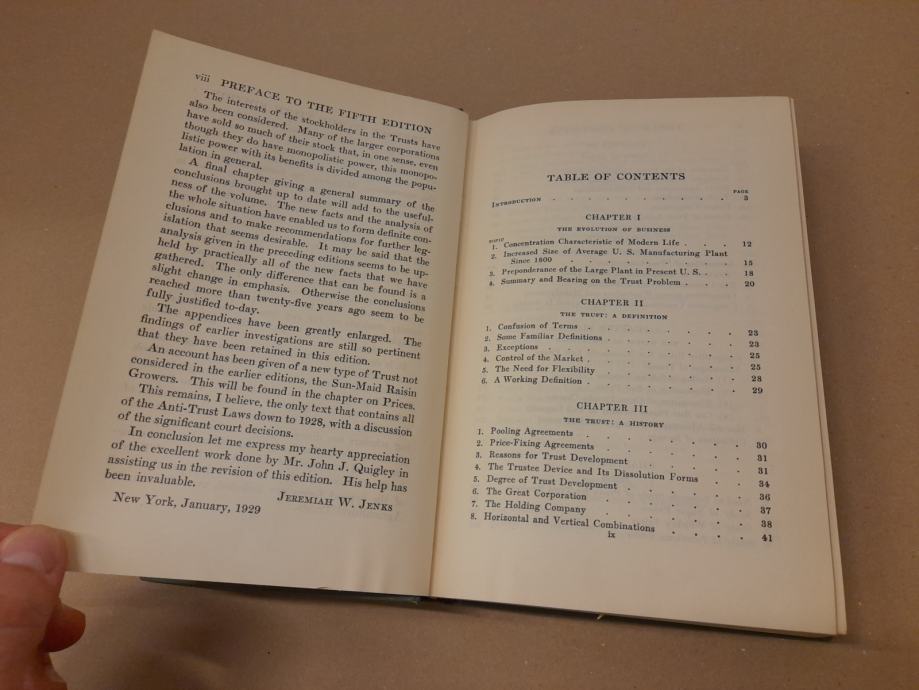 viii PREFACE TO THE FIFTH EDITION
The interests of the stockholders in the Trusts have
also been considered. Many of the larger corporations
have sold so much of their stock that, in one sense, even
though they do have monopolistic power, this monopo-
listic power with its benefits is divided among the popu-
lation in general.
A final chapter giving a general summary of the
conclusions brought up to date will add to the useful-
ness of the volume. The new facts and the analysis of
the whole situation have enabled us to form definite con-
clusions and to make recommendations for further leg-
islation that seems desirable. It may be said that the
analysis given in the preceding editions seems to be up-
held by practically all of the new facts that we have
gathered. The only difference that can be found is a
slight change in emphasis. Otherwise the conclusions
reached more than twenty-five years ago seem to be
fully justified to-day.
The appendices have been greatly enlarged. The
findings of earlier investigations are still so pertinent
that they have been retained in this edition.
An account has been given of a new type of Trust not
considered in the earlier editions, the Sun-Maid Raisin
Growers. This will be found in the chapter on Prices.
This remains, I believe, the only text that contains all
of the Anti-Trust Laws down to 1928, with a discussion
of the significant court decisions.
In conclusion let me express my hearty appreciation
of the excellent work done by Mr. John J. Quigley in
assisting us in the revision of this edition. His help has
been invaluable.
JEREMIAH W. JENKS
New York, January, 1929
TABLE OF CONTENTS
PAGE
INTRODUCTION 3
CHAPTER I
THE EVOLUTION OF BUSINESS
TOPIC
1. Concentration Characteristic of Modern Life 12
2. Increased Size of Average U. S. Manufacturing Plant
Since 1800 15
3. Preponderance of the Large Plant in Present U. S. 18
4. Summary and Bearing on the Trust Problem 20
CHAPTER II
THE TRUST: A DEFINITION
1. Confusion of Terms 23
2. Some Familiar Definitions 23
3. Exceptions 25
4. Control of the Market 25
5. The Need for Flexibility 28
6. A Working Definition 29
CHAPTER III
THE TRUST: A HISTORY
1. Pooling Agreements 30
2. Price-Fixing Agreements 31
3. Reasons for Trust Development 31
4. The Trustee Device and Its Dissolution Forms 34
5. Degree of Trust Development 36
6. The Great Corporation 37
7. The Holding Company 38
8. Horizontal and Vertical Combinations 41
ix